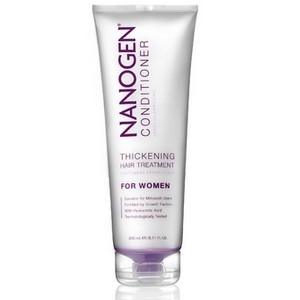 NANOGEN
CONDITIONER
THICKENING
HAIR TREATMENT
FOR WOMEN
Suitable for Minoxidil Users
Fortified by Growth Factors
With Hyaluronic Acid
Dermatologically Tested